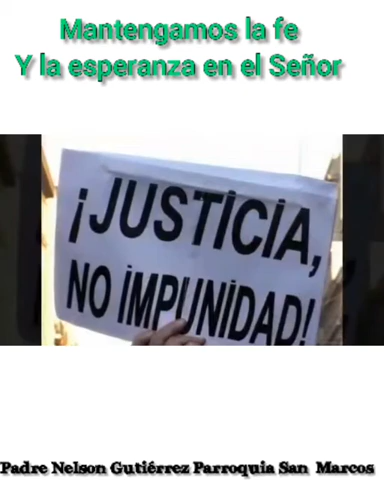 Mantengamos la fe
Y la esperanza en el Señor
¡JUSTICIA,
NO IMPUNIDAD!
Padre Nelson Gutiérrez Parroquia San Marcos